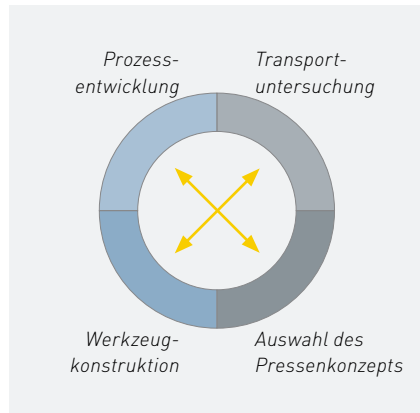 Prozess-
entwicklung
Transport-
untersuchung
Werkzeug-
konstruktion
Auswahl des
Pressenkonzepts